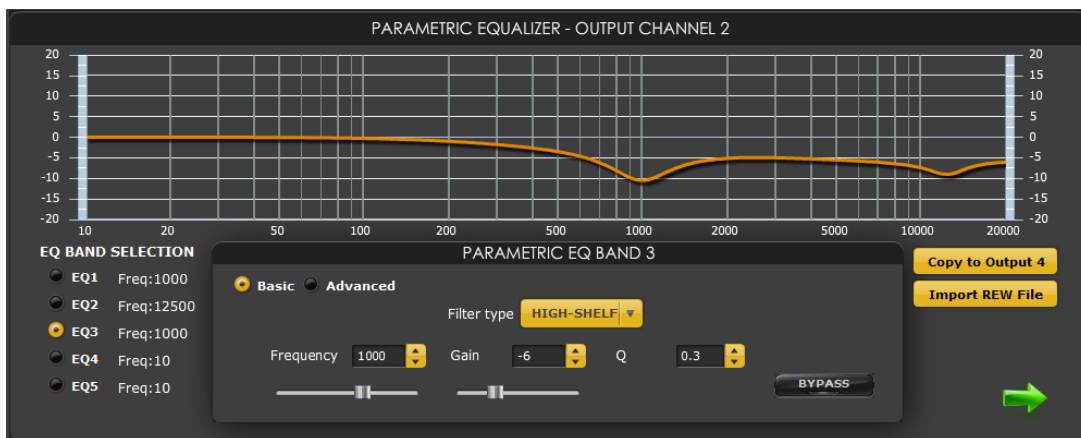 PARAMETRIC EQUALIZER - OUTPUT CHANNEL 2
20 20
15 15
10 10
5 5
0 0
-5 -5
-10 -10
-15 -15
-20 -20
10 20 50 100 200 500 1000 2000 5000 10000 20000
EQ BAND SELECTION
EQ1 Freq:1000
EQ2 Freq:12500
EQ3 Freq:1000
EQ4 Freq:10
EQ5 Freq:10
PARAMETRIC EQ BAND 3
Basic Advanced
Filter type HIGH-SHELF
Frequency 1000 Gain -6 Q 0.3
BYPASS
Copy to Output 4
Import REW File